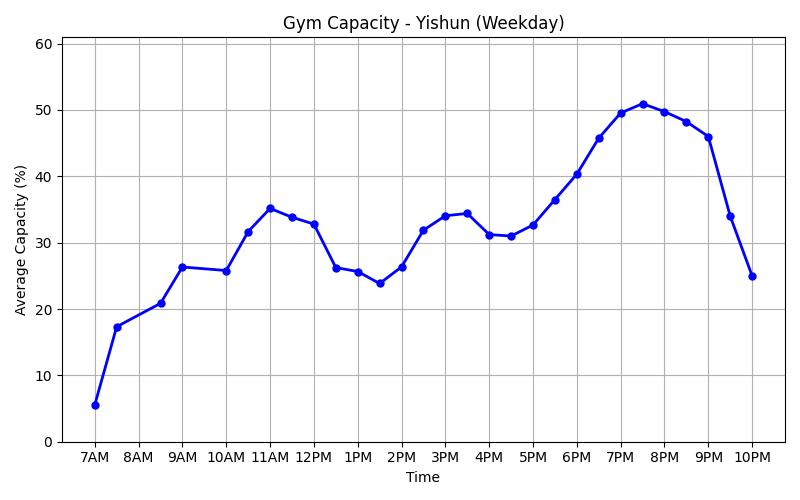 Gym Capacity - Yishun (Weekday)
60
50
40
30
20
10
0
Average Capacity (%)
7AM 8AM 9AM 10AM 11AM 12PM 1PM 2PM 3PM 4PM 5PM 6PM 7PM 8PM 9PM 10PM
Time